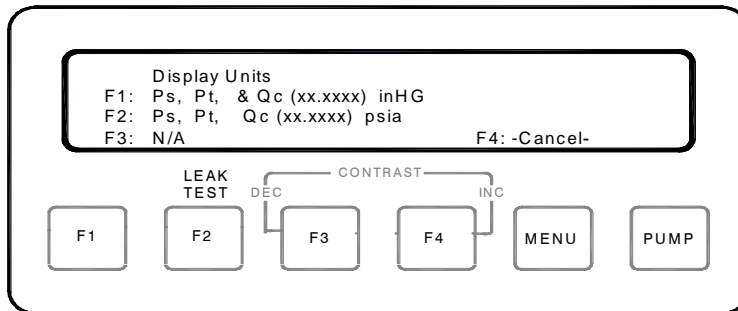 Display Units
F1: Ps, Pt, & Qc (xx.xxxx) inHG
F2: Ps, Pt, Qc (xx.xxxx) psia
F3: N/A F4: -Cancel-
LEAK TEST
DEC CONTRAST INC
F1 F2 F3 F4 MENU PUMP